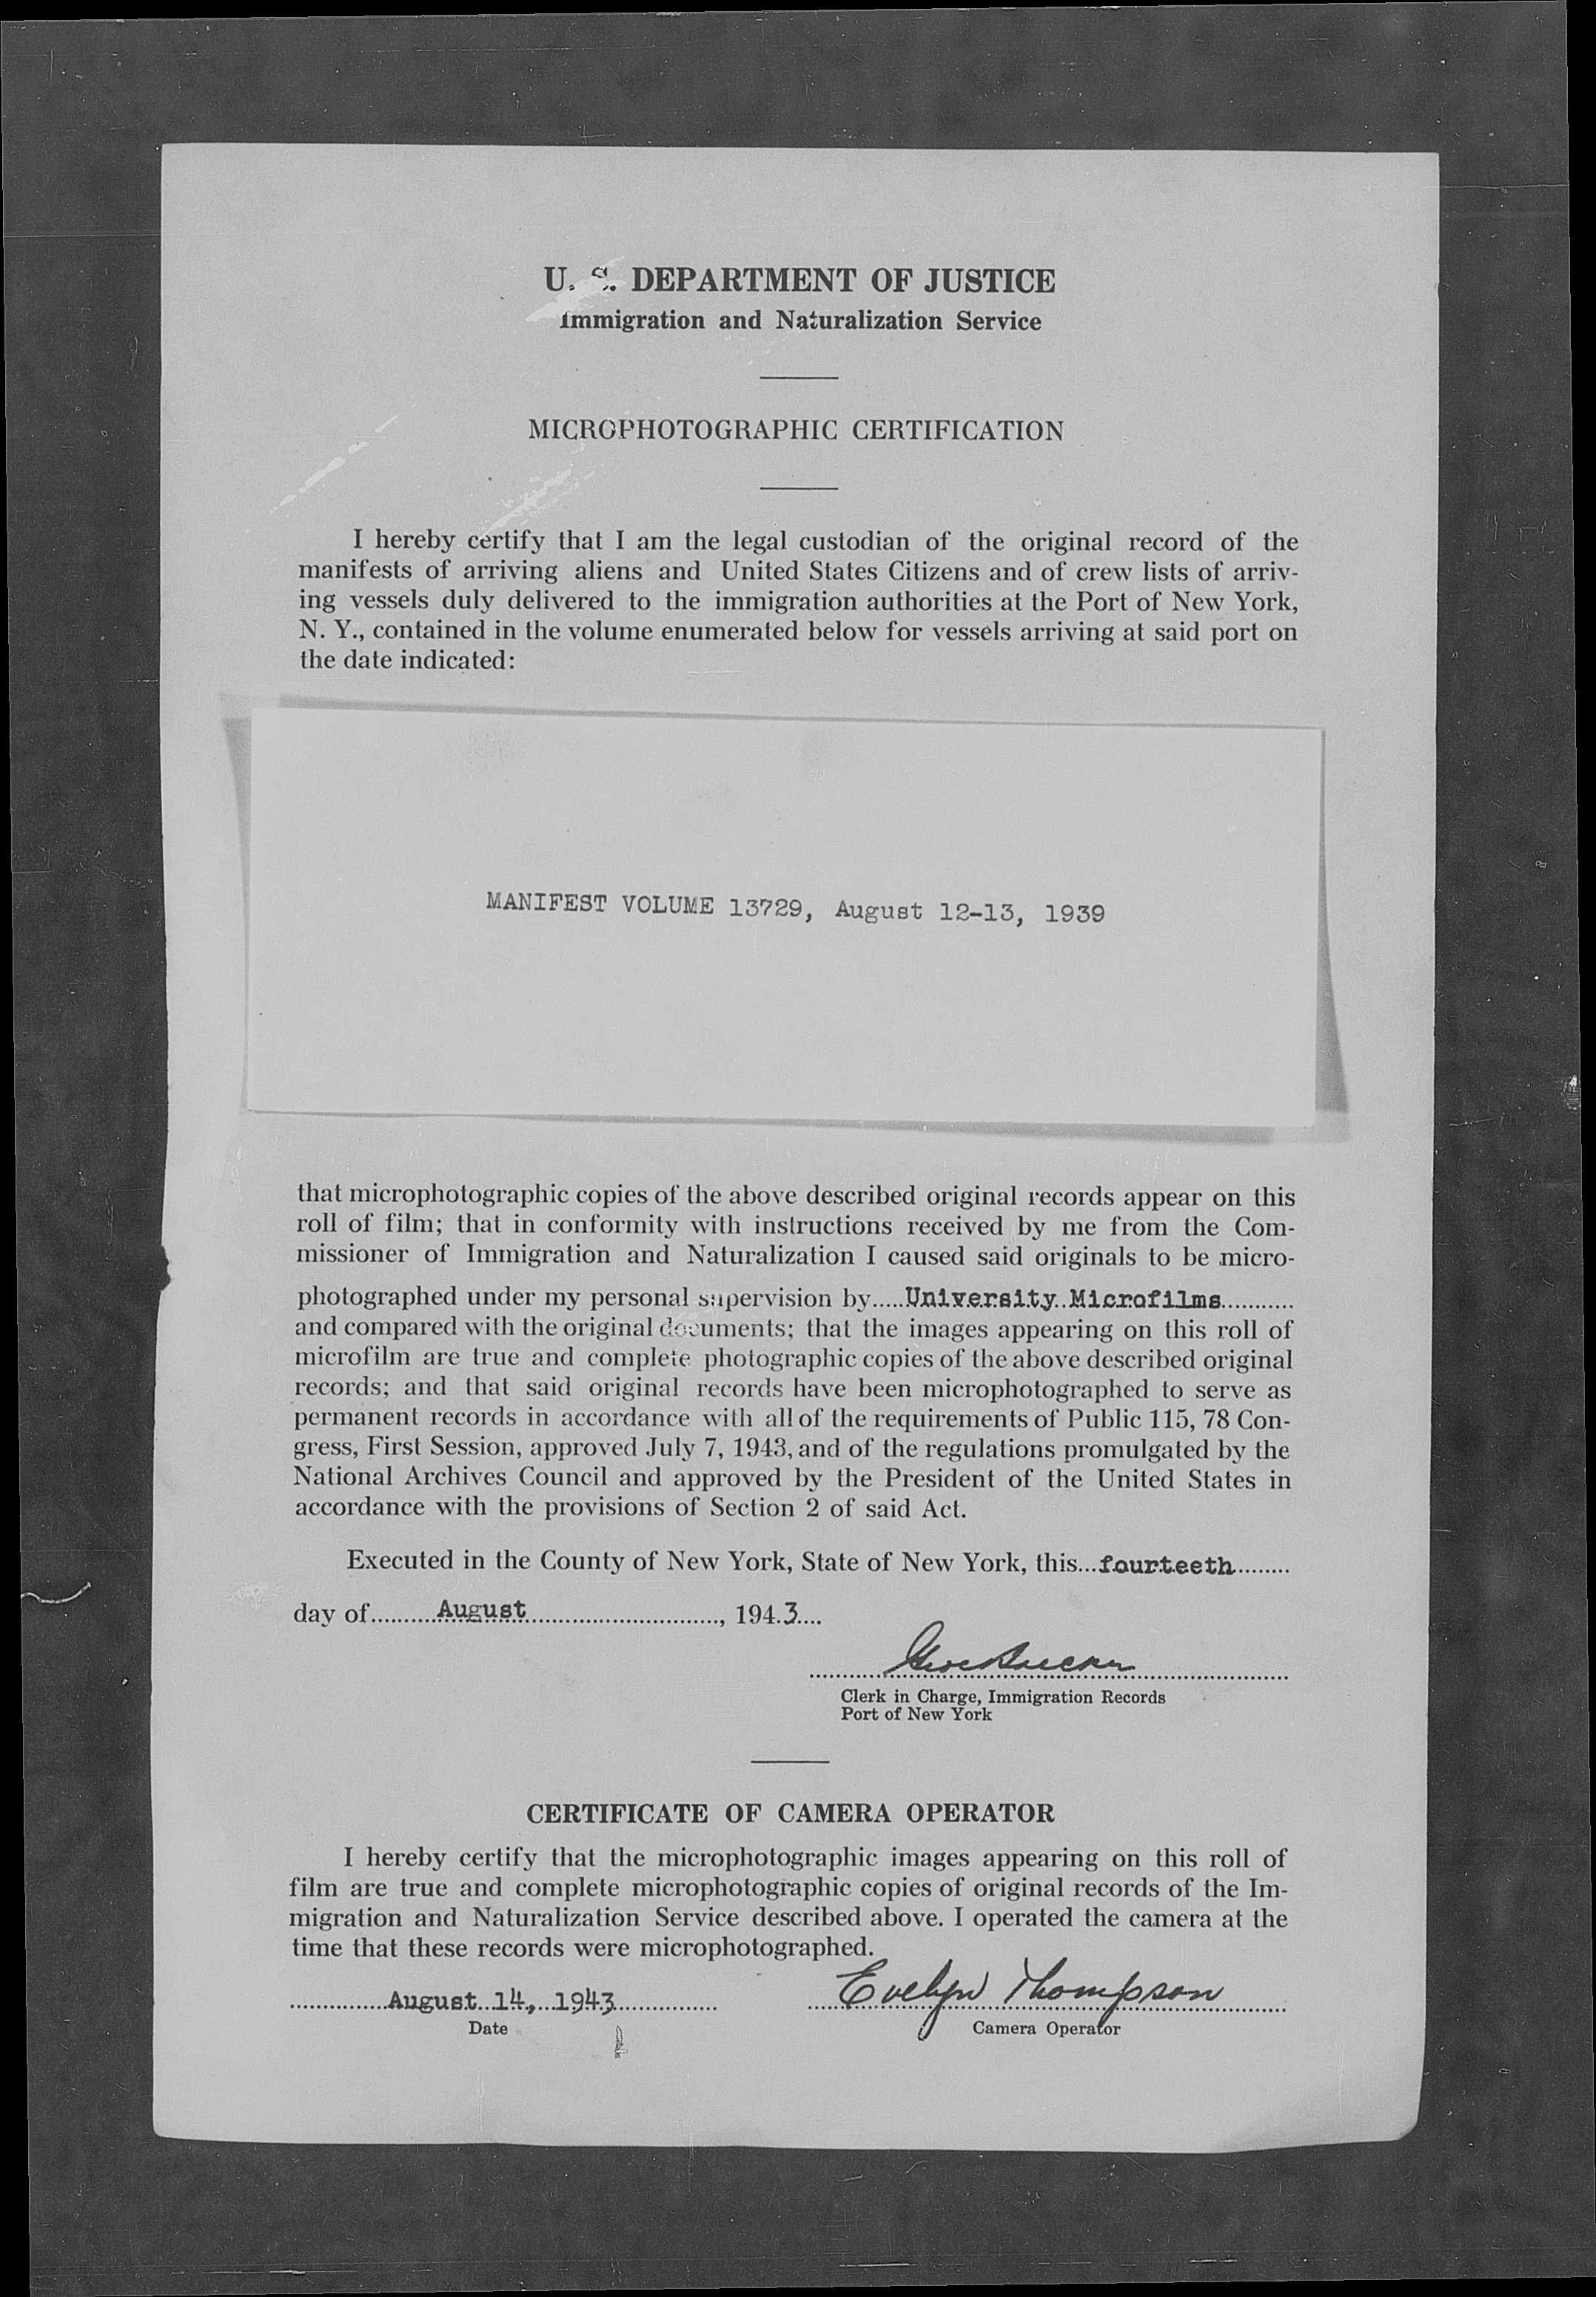 U. S. DEPARTMENT OF JUSTICE
Immigration and Naturalization Service
MICROPHOTOGRAPHIC CERTIFICATION
I hereby certify that I am the legal custodian of the original record of the
manifests of arriving aliens and United States Citizens and of crew lists of arriv-
ing vessels duly delivered to the immigration authorities at the Port of New York,
N. Y., contained in the volume enumerated below for vessels arriving at said port on
the date indicated:
MANIFEST VOLUME 13729, August 12-13, 1939
that microphotographic copies of the above described original records appear on this
roll of film; that in conformity with instructions received by me from the Com-
missioner of Immigration and Naturalization I caused said originals to be micro-
photographed under my personal supervision by.....University Microfilms...........
and compared with the original documents; that the images appearing on this roll of
microfilm are true and complete photographic copies of the above described original
records; and that said original records have been microphotographed to serve as
permanent records in accordance with all of the requirements of Public 115, 78 Con-
gress, First Session, approved July 7, 1943, and of the regulations promulgated by the
National Archives Council and approved by the President of the United States in
accordance with the provisions of Section 2 of said Act.
Executed in the County of New York, State of New York, this...fourteeth.........
day of..........August..............................., 194.3....
Clerk in Charge, Immigration Records
Port of New York
CERTIFICATE OF CAMERA OPERATOR
I hereby certify that the microphotographic images appearing on this roll of
film are true and complete microphotographic copies of original records of the Im-
migration and Naturalization Service described above. I operated the camera at the
time that these records were microphotographed.
August 14, 1943 Evelyn Thompson
Date Camera Operator